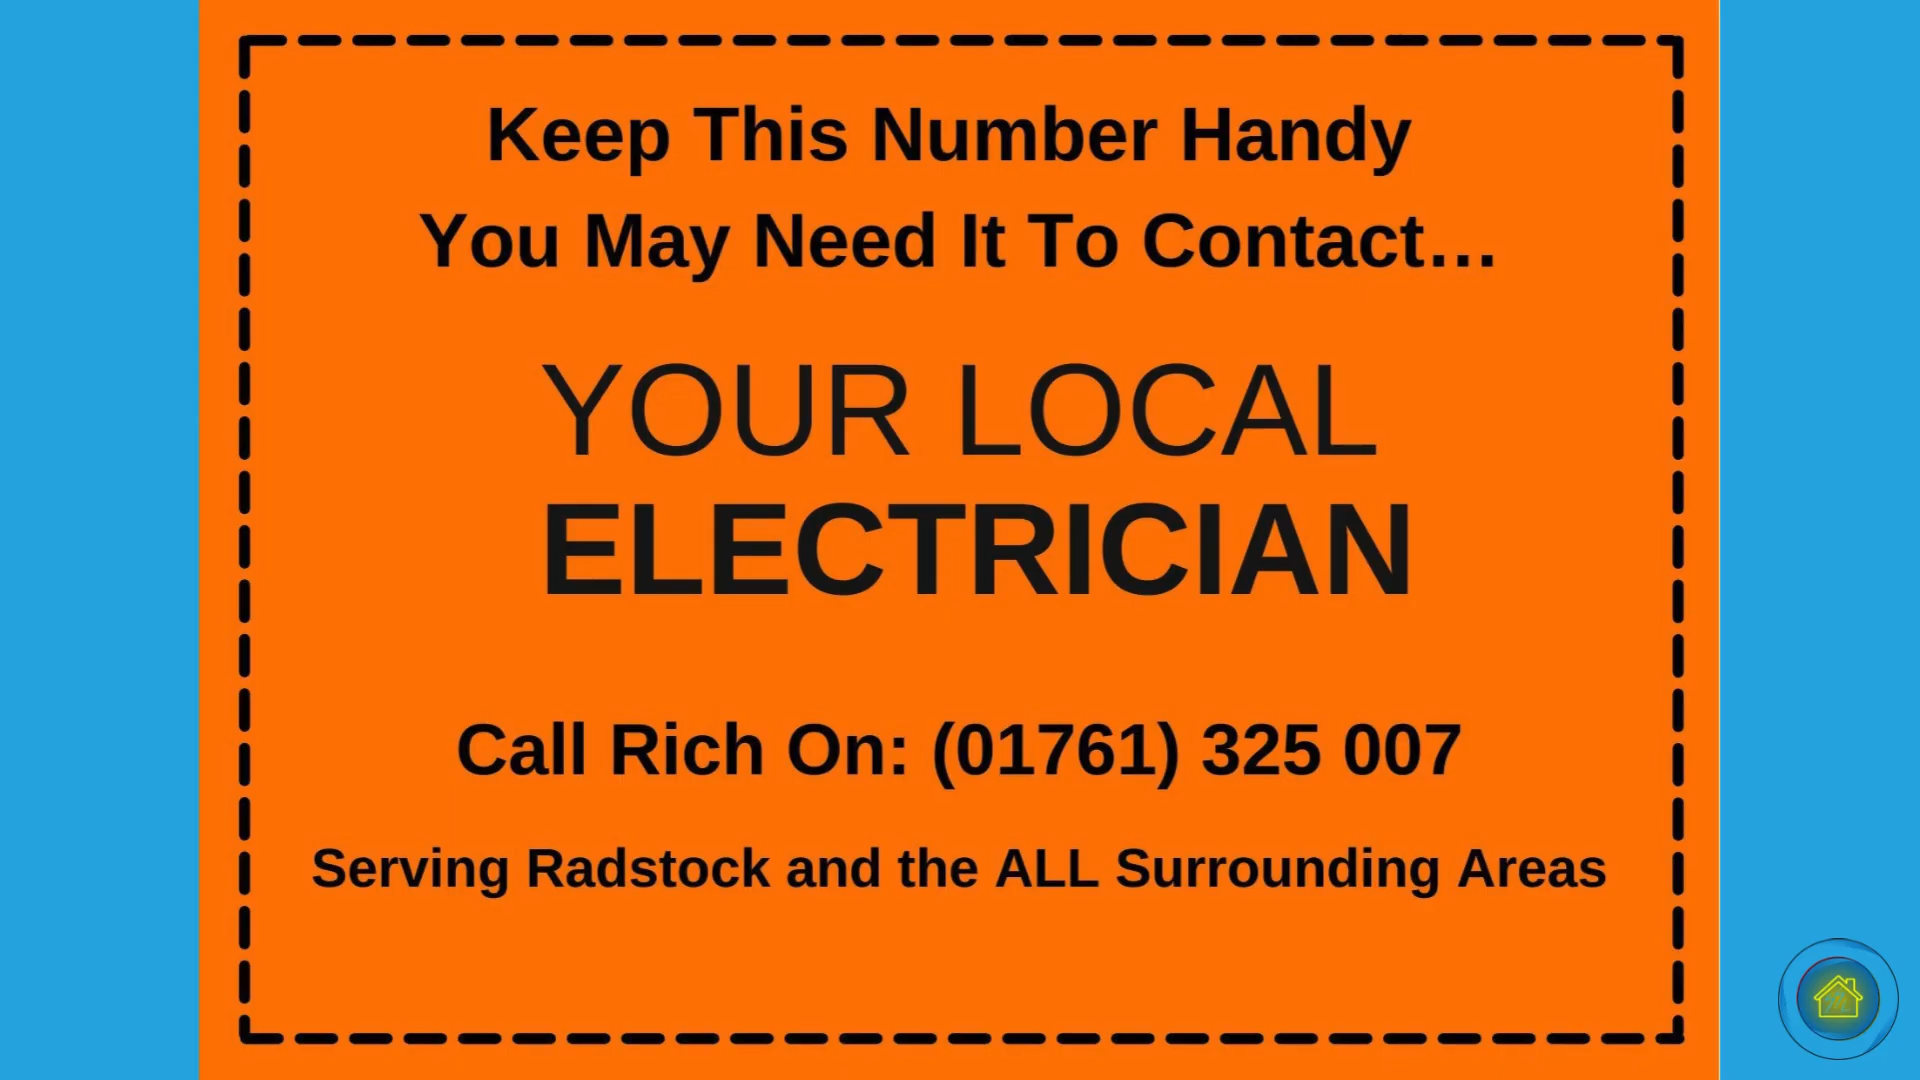 Keep This Number Handy
You May Need It To Contact...
YOUR LOCAL
ELECTRICIAN
Call Rich On: (01761) 325 007
Serving Radstock and the ALL Surrounding Areas